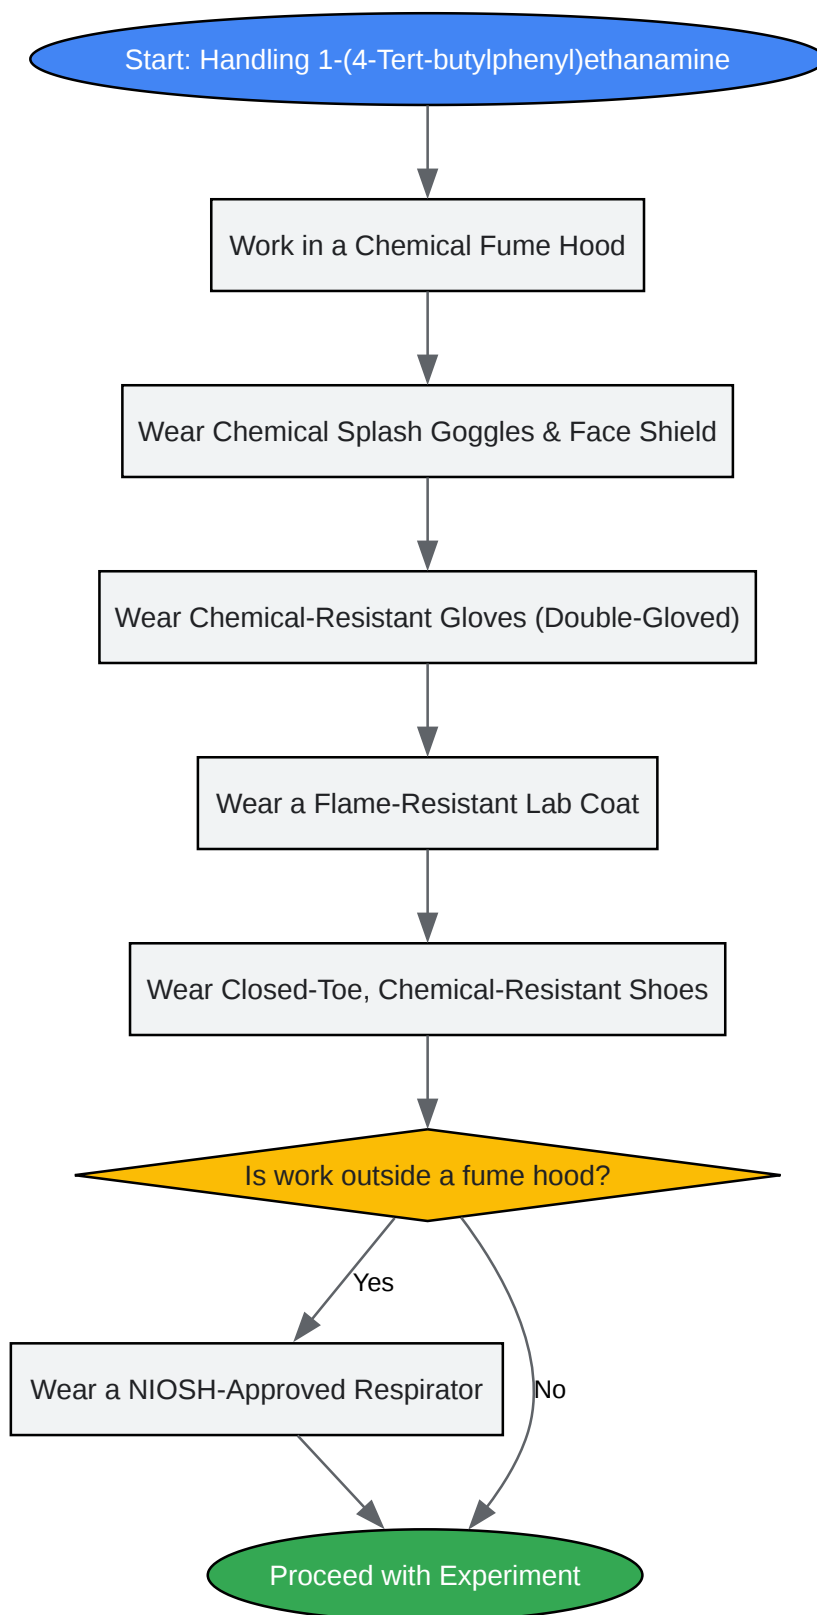 Start: Handling 1-(4-Tert-butylphenyl)ethanamine
Work in a Chemical Fume Hood
Wear Chemical Splash Goggles & Face Shield
Wear Chemical-Resistant Gloves (Double-Gloved)
Wear a Flame-Resistant Lab Coat
Wear Closed-Toe, Chemical-Resistant Shoes
Is work outside a fume hood?
Yes
Wear a NIOSH-Approved Respirator
No
Proceed with Experiment